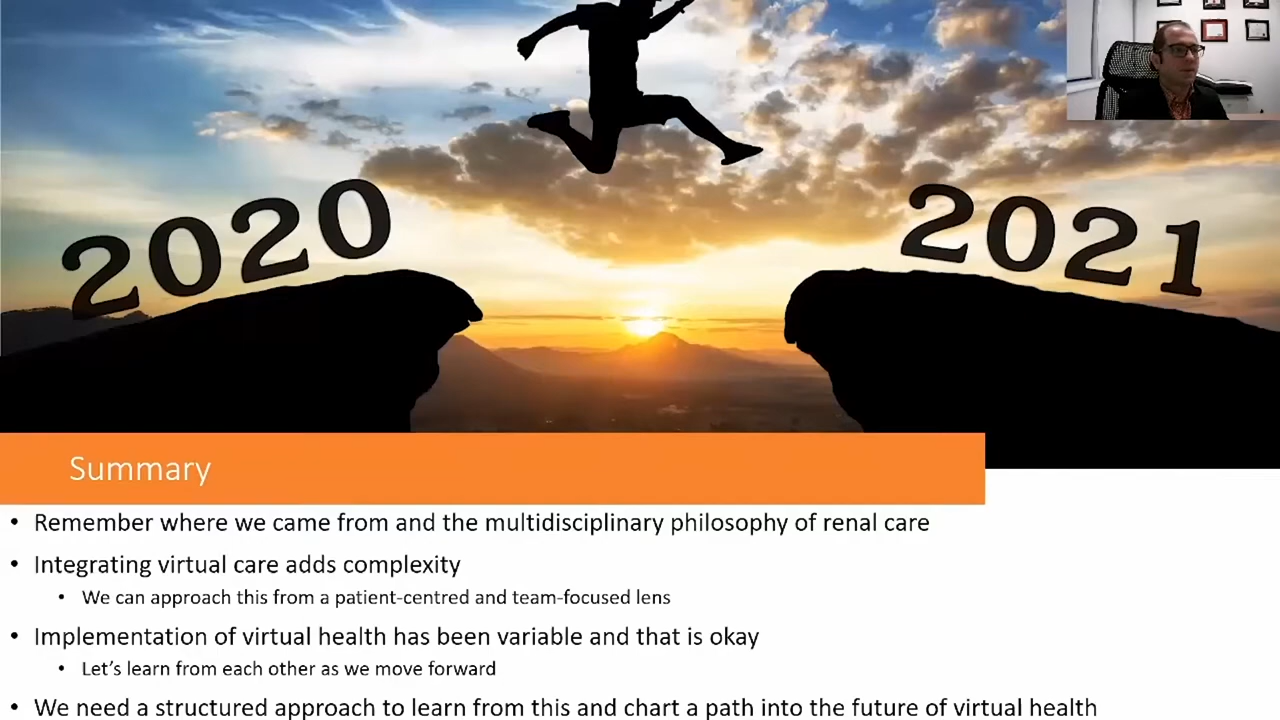 2020
2021
Summary
• Remember where we came from and the multidisciplinary philosophy of renal care
• Integrating virtual care adds complexity
• We can approach this from a patient-centred and team-focused lens
• Implementation of virtual health has been variable and that is okay
• Let's learn from each other as we move forward
• We need a structured approach to learn from this and chart a path into the future of virtual health